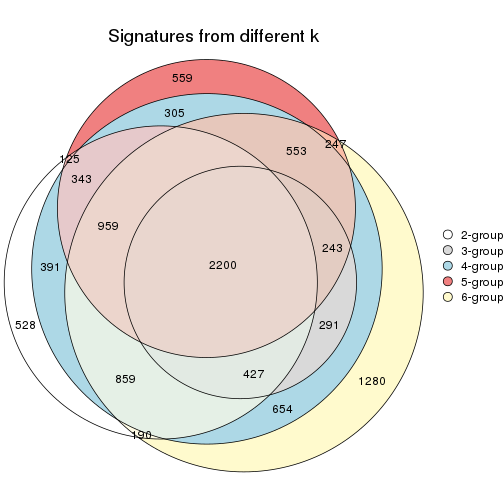 Signatures from different k
559
305
553
247
125
343
959
243
2200
391
528
291
427
859
1280
654
190
2-group
3-group
4-group
5-group
6-group